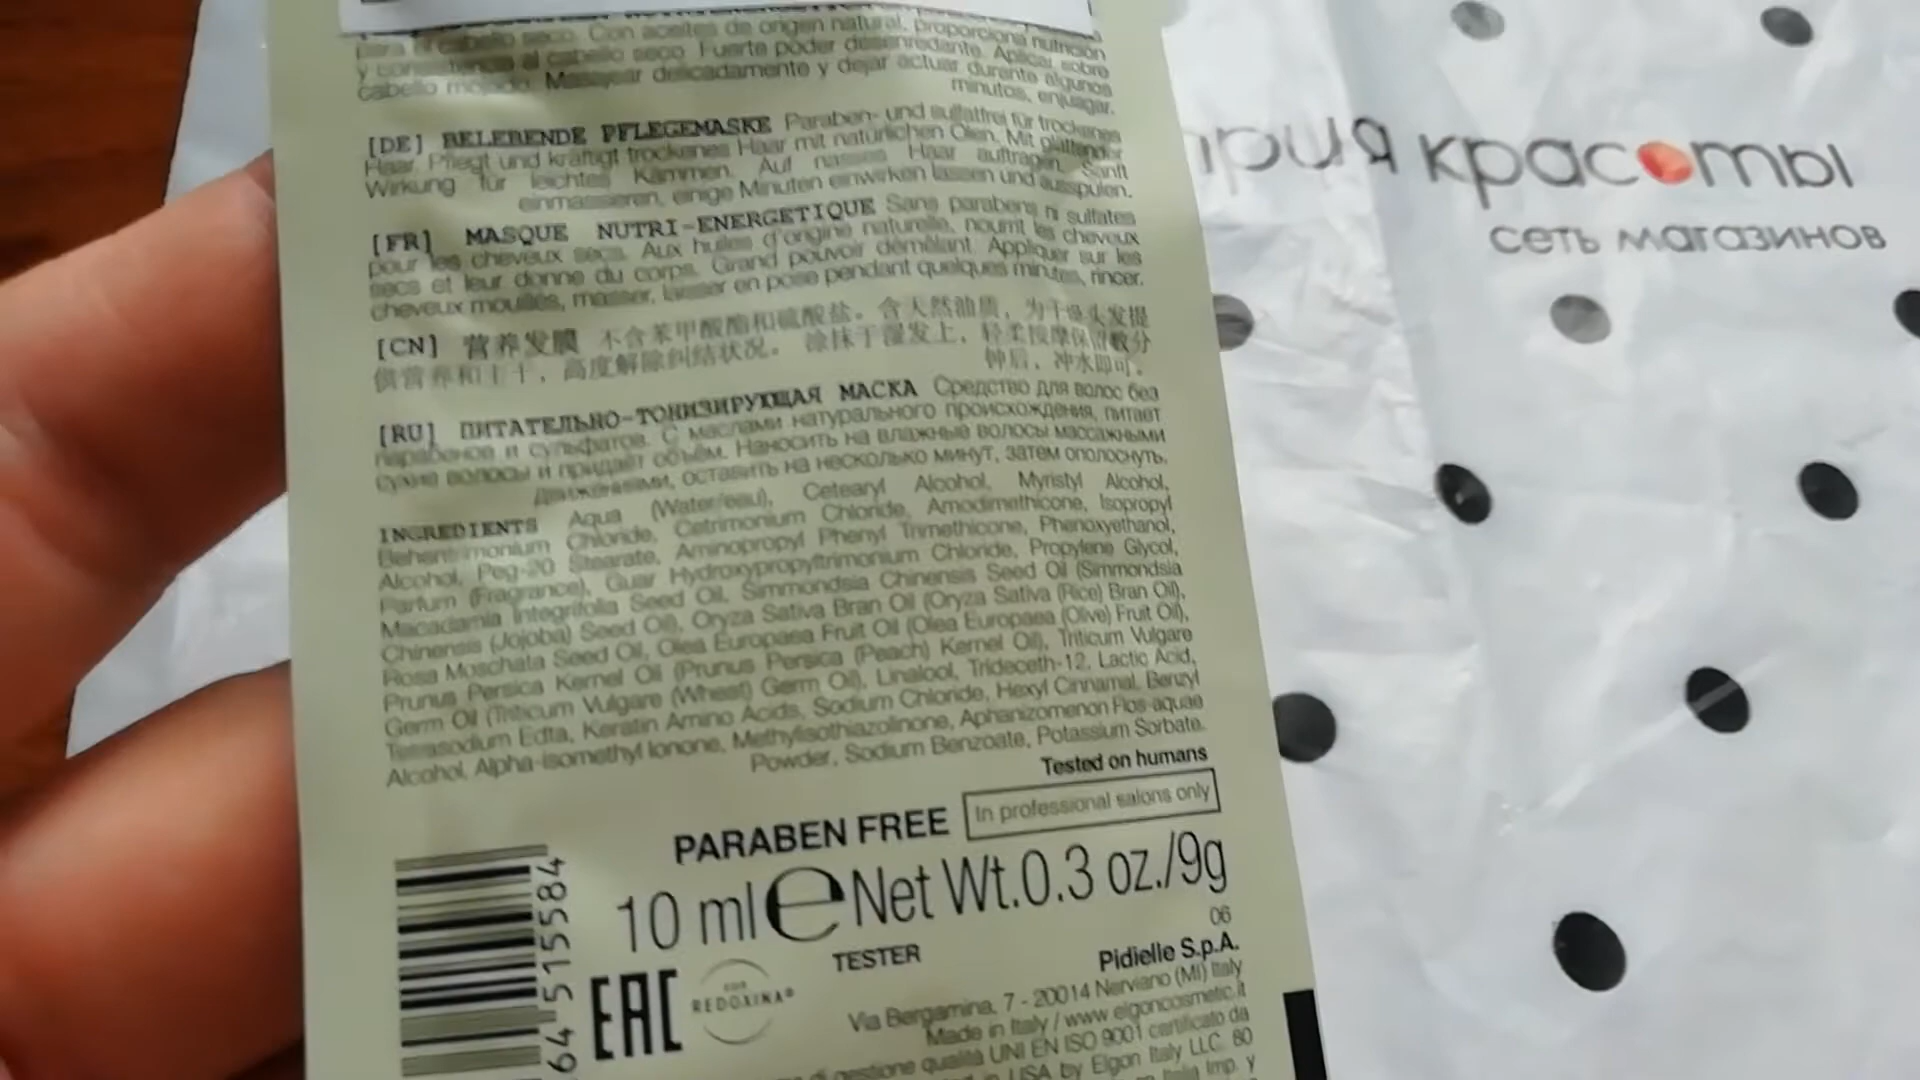 para el cabello seco. Con aceites de origen natural, proporciona nutrición
y consistencia al cabello seco. Fuerte poder desenredante. Aplicar sobre
cabello mojado. Masajear delicadamente y dejar actuar durante algunos
minutos, enjuagar.
[DE] BELEBENDE PFLEGEMASKE Paraben- und sulfatfrei für trockenes
Haar. Pflegt und kräftigt trockenes Haar mit natürlichen Ölen. Mit glättender
Wirkung für leichtes Kämmen. Auf nasses Haar auftragen. Sanft
einmassieren, einige Minuten einwirken lassen und ausspülen.
[FR] MASQUE NUTRI-ENERGETIQUE Sans parabens ni sulfates
pour les cheveux secs. Aux huiles d'origine naturelle, nourrit les cheveux
secs et leur donne du corps. Grand pouvoir démêlant. Appliquer sur les
cheveux mouillés, masser, laisser en pose pendant quelques minutes, rincer.
[CN] 营养发膜 不含苯甲酸酯和硫酸盐。含天然油质，为干枯头发提
供营养和，高度解除纠结状况。涂抹于湿发上，轻柔按摩保留数分
钟后，冲水即可。
[RU] ПИТАТЕЛЬНО-ТОНИЗИРУЮЩАЯ МАСКА Средство для волос без
парабенов и сульфатов. С маслами натурального происхождения, питает
сухие волосы и придаёт объём. Наносить на влажные волосы массажными
движениями, оставить на несколько минут, затем ополоснуть.
INGREDIENTS Aqua (Water/eau), Cetearyl Alcohol, Myristyl Alcohol,
Behentrimonium Chloride, Cetrimonium Chloride, Amodimethicone, Isopropyl
Alcohol, Peg-20 Stearate, Aminopropyl Phenyl Trimethicone, Phenoxyethanol,
Parfum (Fragrance), Guar Hydroxypropyltrimonium Chloride, Propylene Glycol,
Macadamia Integrifolia Seed Oil, Simmondsia Chinensis Seed Oil (Simmondsia
Chinensis (Jojoba) Seed Oil), Oryza Sativa Bran Oil (Oryza Sativa (Rice) Bran Oil),
Rosa Moschata Seed Oil, Olea Europaea Fruit Oil (Olea Europaea (Olive) Fruit Oil),
Prunus Persica Kernel Oil (Prunus Persica (Peach) Kernel Oil), Triticum Vulgare
Germ Oil (Triticum Vulgare (Wheat) Germ Oil), Linalool, Trideceth-12, Lactic Acid,
Tetrasodium Edta, Keratin Amino Acids, Sodium Chloride, Hexyl Cinnamal, Benzyl
Alcohol, Alpha-isomethyl Ionone, Methylisothiazolinone, Aphanizomenon Flos-aquae
Powder, Sodium Benzoate, Potassium Sorbate.
Tested on humans
PARABEN FREE In professional salons only
10 ml e Net Wt.0.3 oz./9g
06
TESTER
64 515584
EAC
REDOXINA®
Pidielle S.p.A.
Via Bergamina, 7 - 20014 Nerviano (MI) Italy
Made in Italy / www.elgoncosmetic.it
di gestione qualità UNI EN ISO 9001 certificato da
in USA by Elgon Italy LLC. 80
Italia Imp. y
рия красоты
сеть магазинов